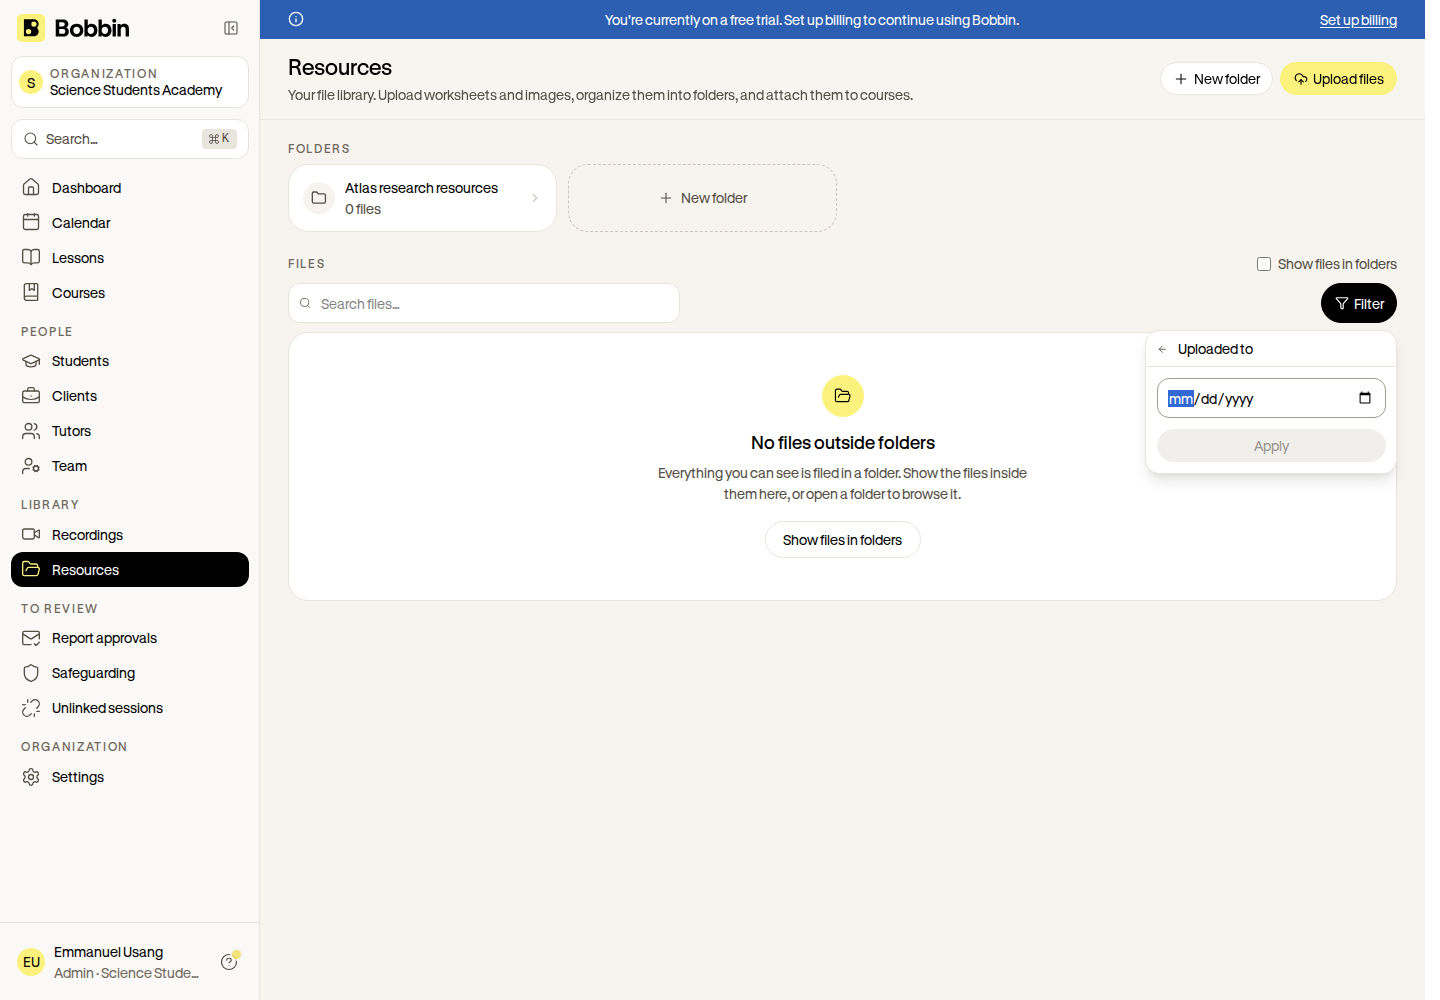 Bobbin
ORGANIZATION
S
Science Students Academy
Search...
⌘ K
Dashboard
Calendar
Lessons
Courses
PEOPLE
Students
Clients
Tutors
Team
LIBRARY
Recordings
Resources
TO REVIEW
Report approvals
Safeguarding
Unlinked sessions
ORGANIZATION
Settings
EU
Emmanuel Usang
Admin · Science Stude...
You're currently on a free trial. Set up billing to continue using Bobbin.
Set up billing
Resources
Your file library. Upload worksheets and images, organize them into folders, and attach them to courses.
New folder
Upload files
FOLDERS
Atlas research resources
0 files
New folder
FILES
Show files in folders
Search files...
Filter
Uploaded to
mm/dd/yyyy
Apply
No files outside folders
Everything you can see is filed in a folder. Show the files inside
them here, or open a folder to browse it.
Show files in folders